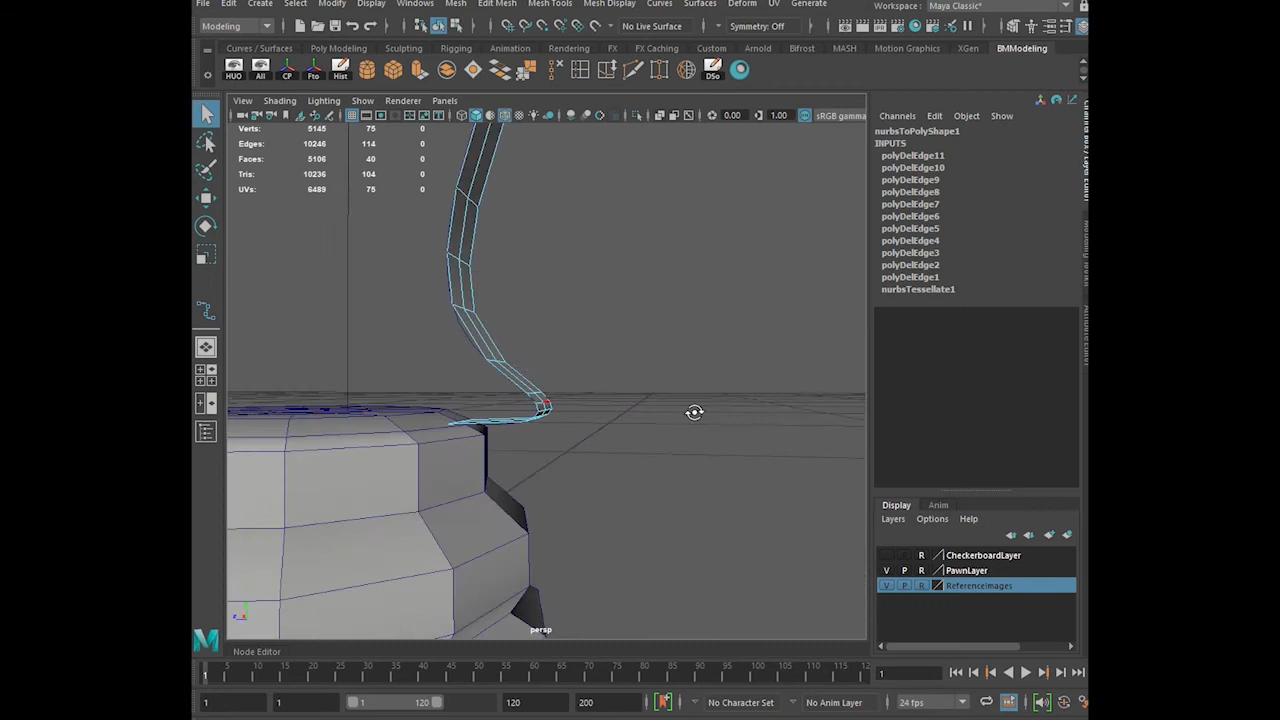 File Edit Create Select Modify Display Windows Mesh Edit Mesh Mesh Tools Mesh Display Curves Surfaces Deform UV Generate Workspace : Maya Classic*
Modeling No Live Surface Symmetry: Off
Curves / Surfaces Poly Modeling Sculpting Rigging Animation Rendering FX FX Caching Custom Arnold Bifrost MASH Motion Graphics XGen BMModeling
HUO All CP Fto Hist DSo
View Shading Lighting Show Renderer Panels
0.00 1.00 sRGB gamma
Verts: 5145 75 0
Edges: 10246 114 0
Faces: 5106 40 0
Tris: 10236 104 0
UVs: 6489 75 0
Channels Edit Object Show
nurbsToPolyShape1
INPUTS
polyDelEdge11
polyDelEdge10
polyDelEdge9
polyDelEdge8
polyDelEdge7
polyDelEdge6
polyDelEdge5
polyDelEdge4
polyDelEdge3
polyDelEdge2
polyDelEdge1
nurbsTessellate1
Display Anim
Layers Options Help
R CheckerboardLayer
V P R PawnLayer
V P R ReferenceImages
persp
Node Editor
1 5 10 15 20 25 30 35 40 45 50 55 60 65 70 75 80 85 90 95 100 105 110 115 12 1
1 1 1 120 120 200 No Character Set No Anim Layer 24 fps